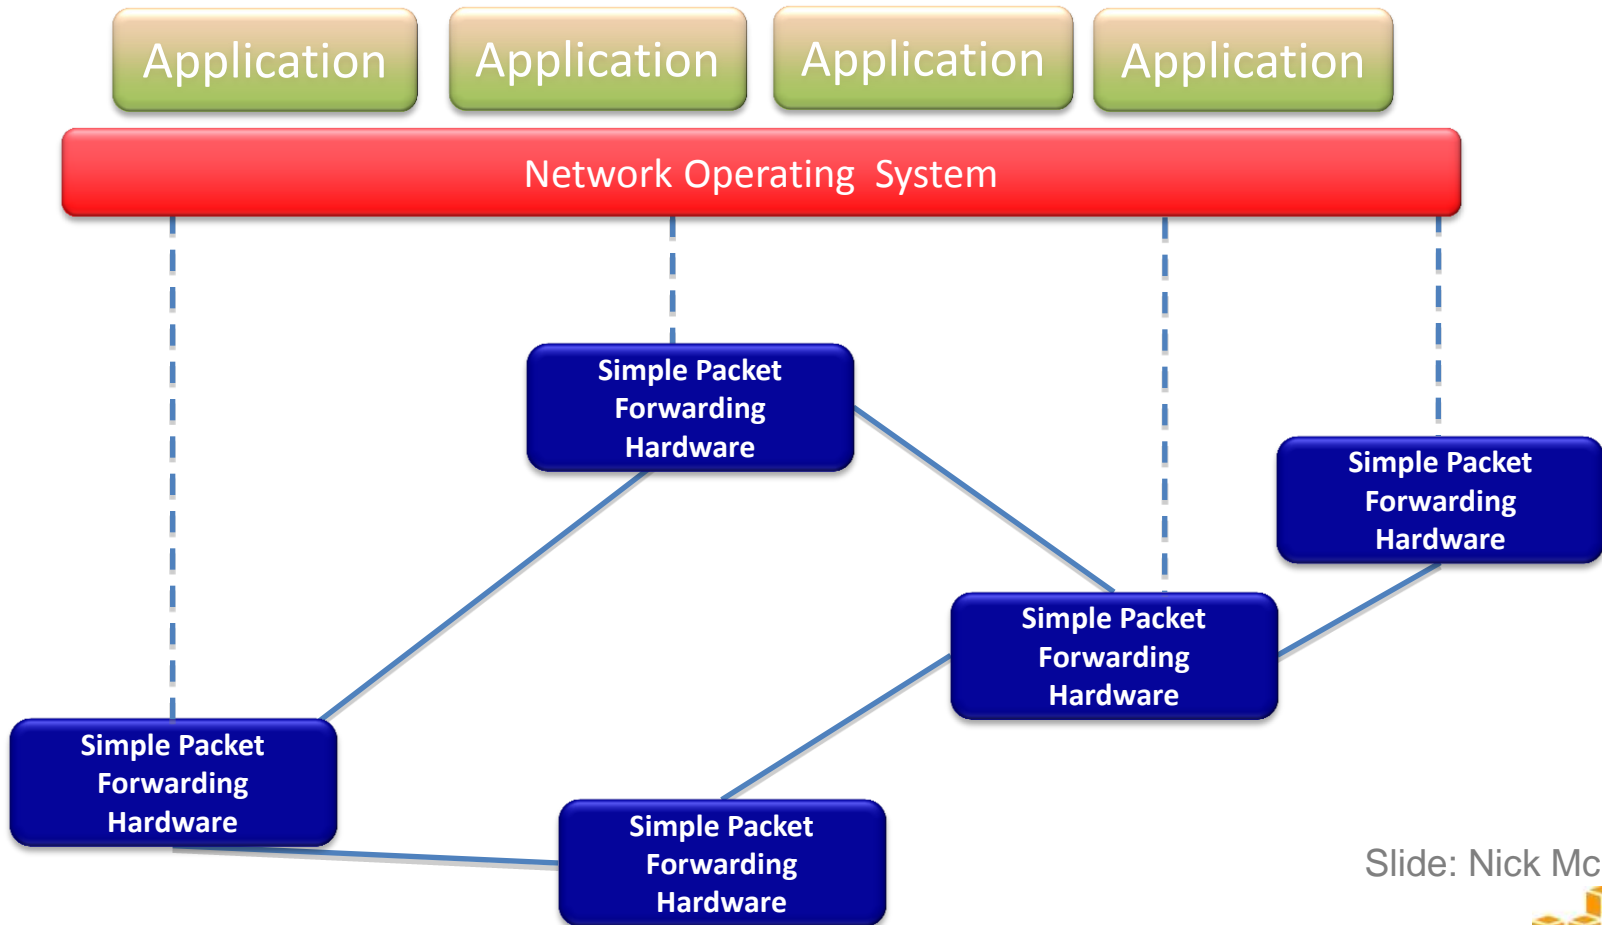 Application
Application
Application
Application
Network Operating System
Simple Packet
Forwarding
Hardware
Simple Packet
Forwarding
Hardware
Simple Packet
Forwarding
Hardware
Simple Packet
Forwarding
Hardware
Simple Packet
Forwarding
Hardware
Slide: Nick Mc